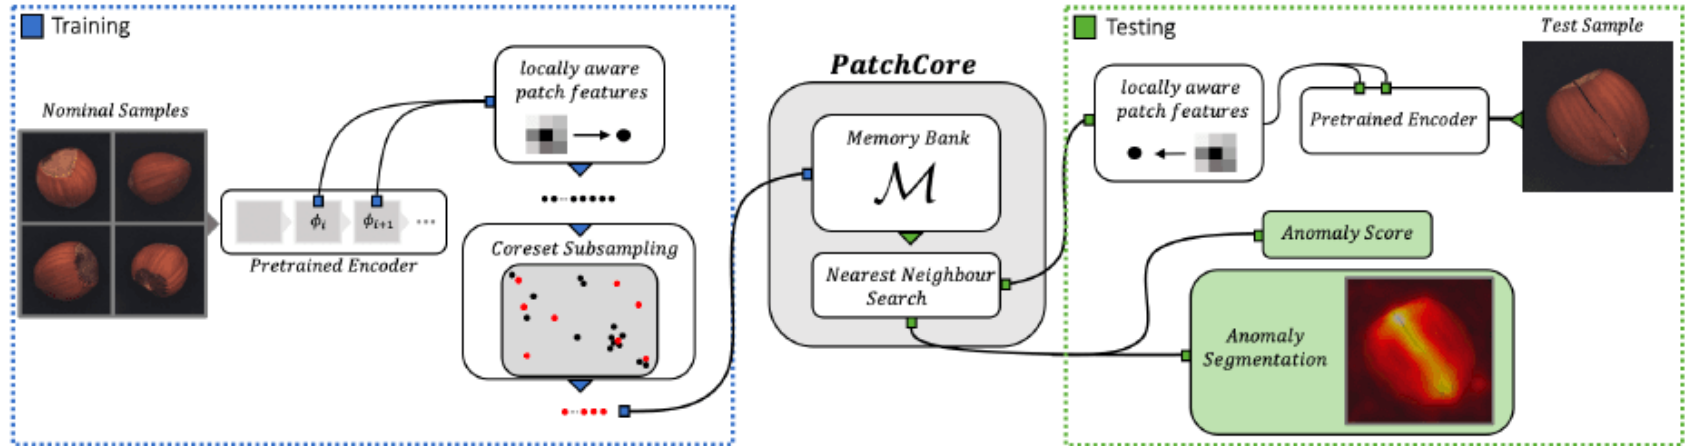 Training
Nominal Samples
ϕᵢ
ϕᵢ₊₁
...
Pretrained Encoder
locally aware
patch features
Coreset Subsampling
PatchCore
Memory Bank
ℳ
Nearest Neighbour
Search
Testing
Test Sample
locally aware
patch features
Pretrained Encoder
Anomaly Score
Anomaly
Segmentation